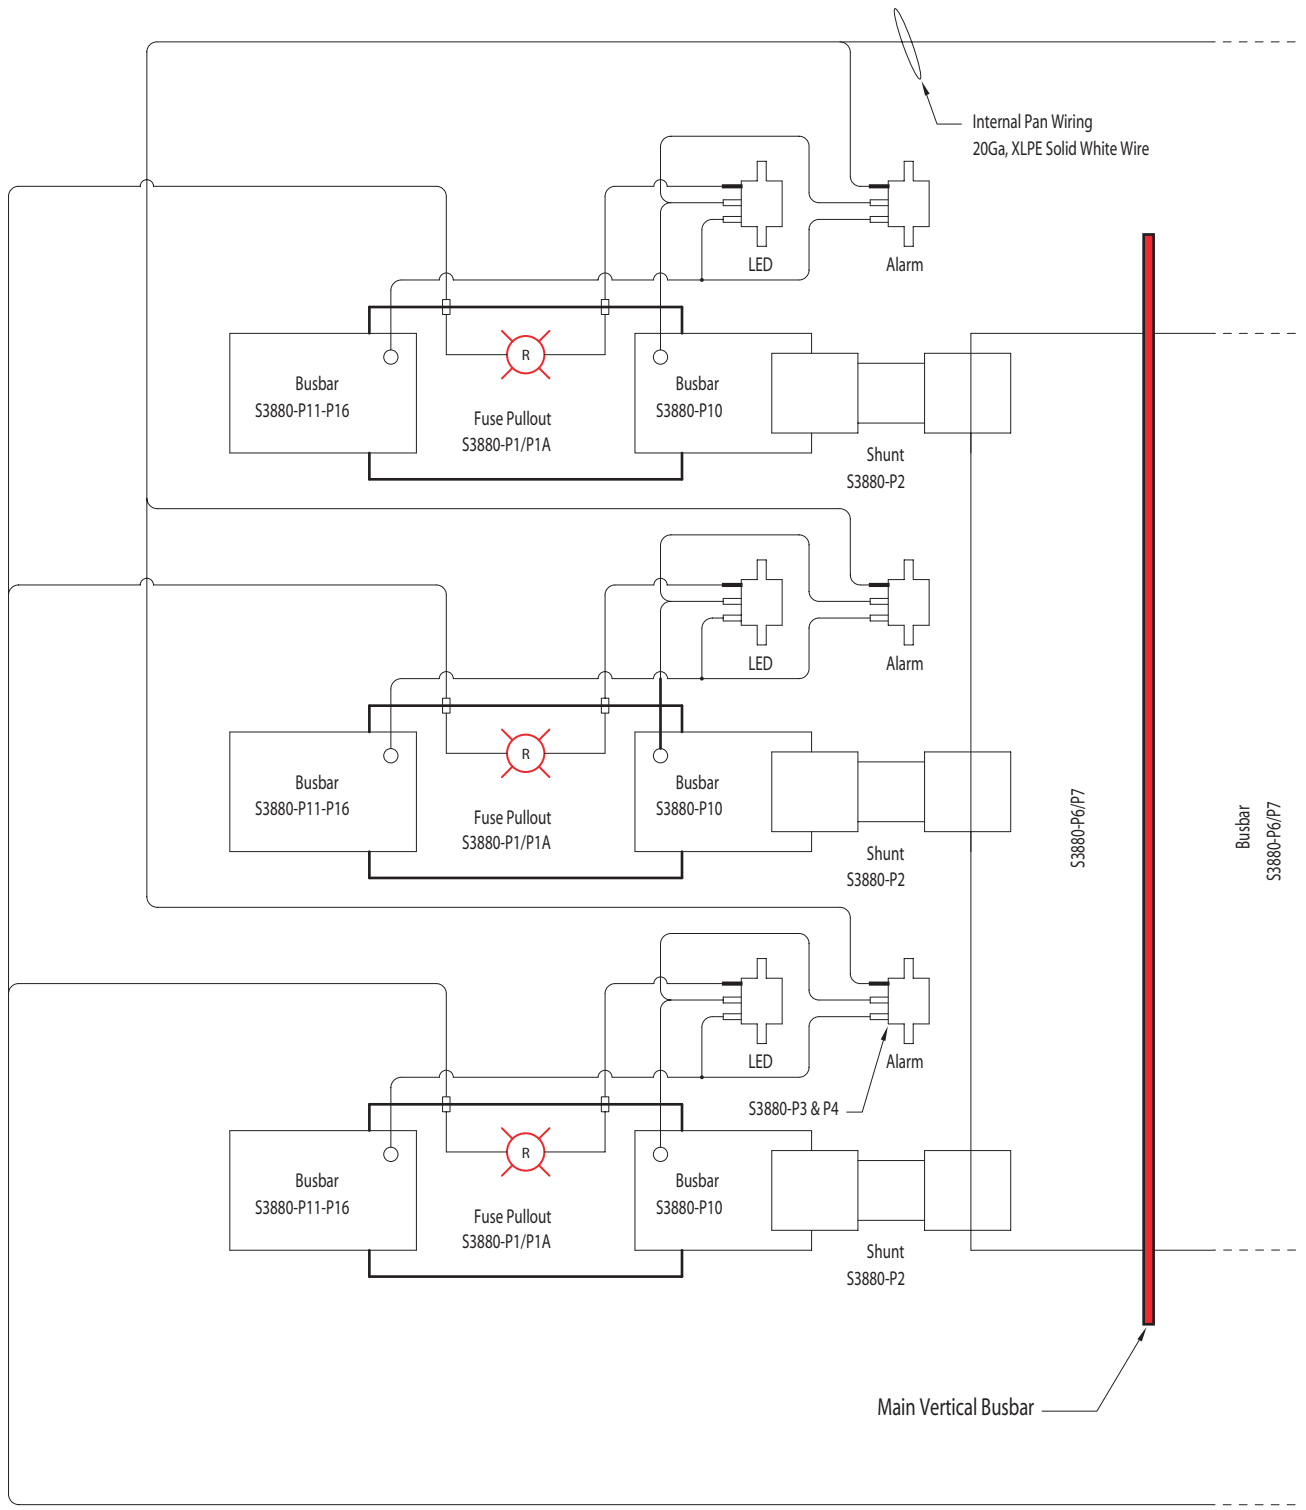 Internal Pan Wiring
20Ga, XLPE Solid White Wire
LED
Alarm
R
Busbar
S3880-P11-P16
Fuse Pullout
S3880-P1/P1A
Busbar
S3880-P10
Shunt
S3880-P2
LED
Alarm
R
Busbar
S3880-P11-P16
Fuse Pullout
S3880-P1/P1A
Busbar
S3880-P10
Shunt
S3880-P2
S3880-P6/P7
Busbar
S3880-P6/P7
LED
Alarm
S3880-P3 & P4
R
Busbar
S3880-P11-P16
Fuse Pullout
S3880-P1/P1A
Busbar
S3880-P10
Shunt
S3880-P2
Main Vertical Busbar